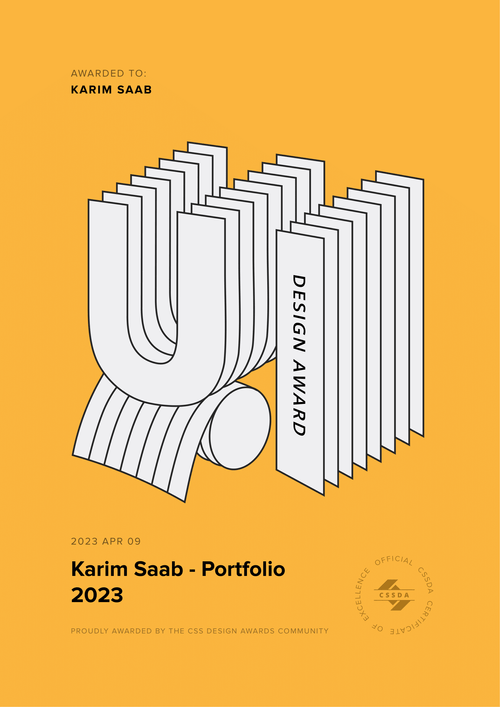 AWARDED TO:
KARIM SAAB
UI
DESIGN AWARD
2023 APR 09
Karim Saab - Portfolio
2023
PROUDLY AWARDED BY THE CSS DESIGN AWARDS COMMUNITY
OFFICIAL CSSDA CERTIFICATE OF EXCELLENCE
CSSDA